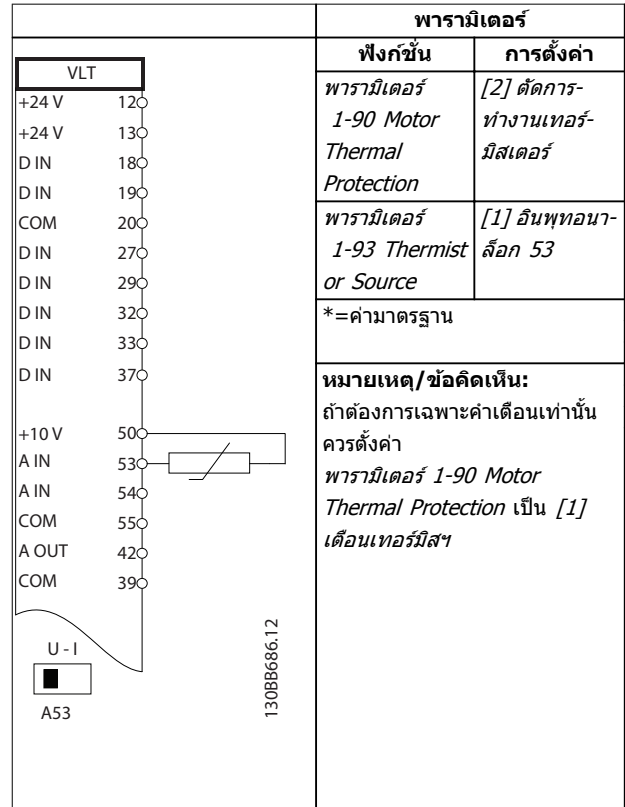 VLT
+24 V 12
+24 V 13
D IN 18
D IN 19
COM 20
D IN 27
D IN 29
D IN 32
D IN 33
D IN 37
+10 V 50
A IN 53
A IN 54
COM 55
A OUT 42
COM 39
U - I
A53
130BB686.12
พารามิเตอร์
ฟังก์ชั่น การตั้งค่า
พารามิเตอร์
1-90 Motor
Thermal
Protection
[2] ตัดการ-
ทำงานเทอร์-
มิสเตอร์
พารามิเตอร์
1-93 Thermist
or Source
[1] อินพุทอนา-
ล็อก 53
*=ค่ามาตรฐาน
หมายเหตุ/ข้อคิดเห็น:
ถ้าต้องการเฉพาะคำเตือนเท่านั้น
ควรตั้งค่า
พารามิเตอร์ 1-90 Motor
Thermal Protection เป็น [1]
เตือนเทอร์มิสฯ